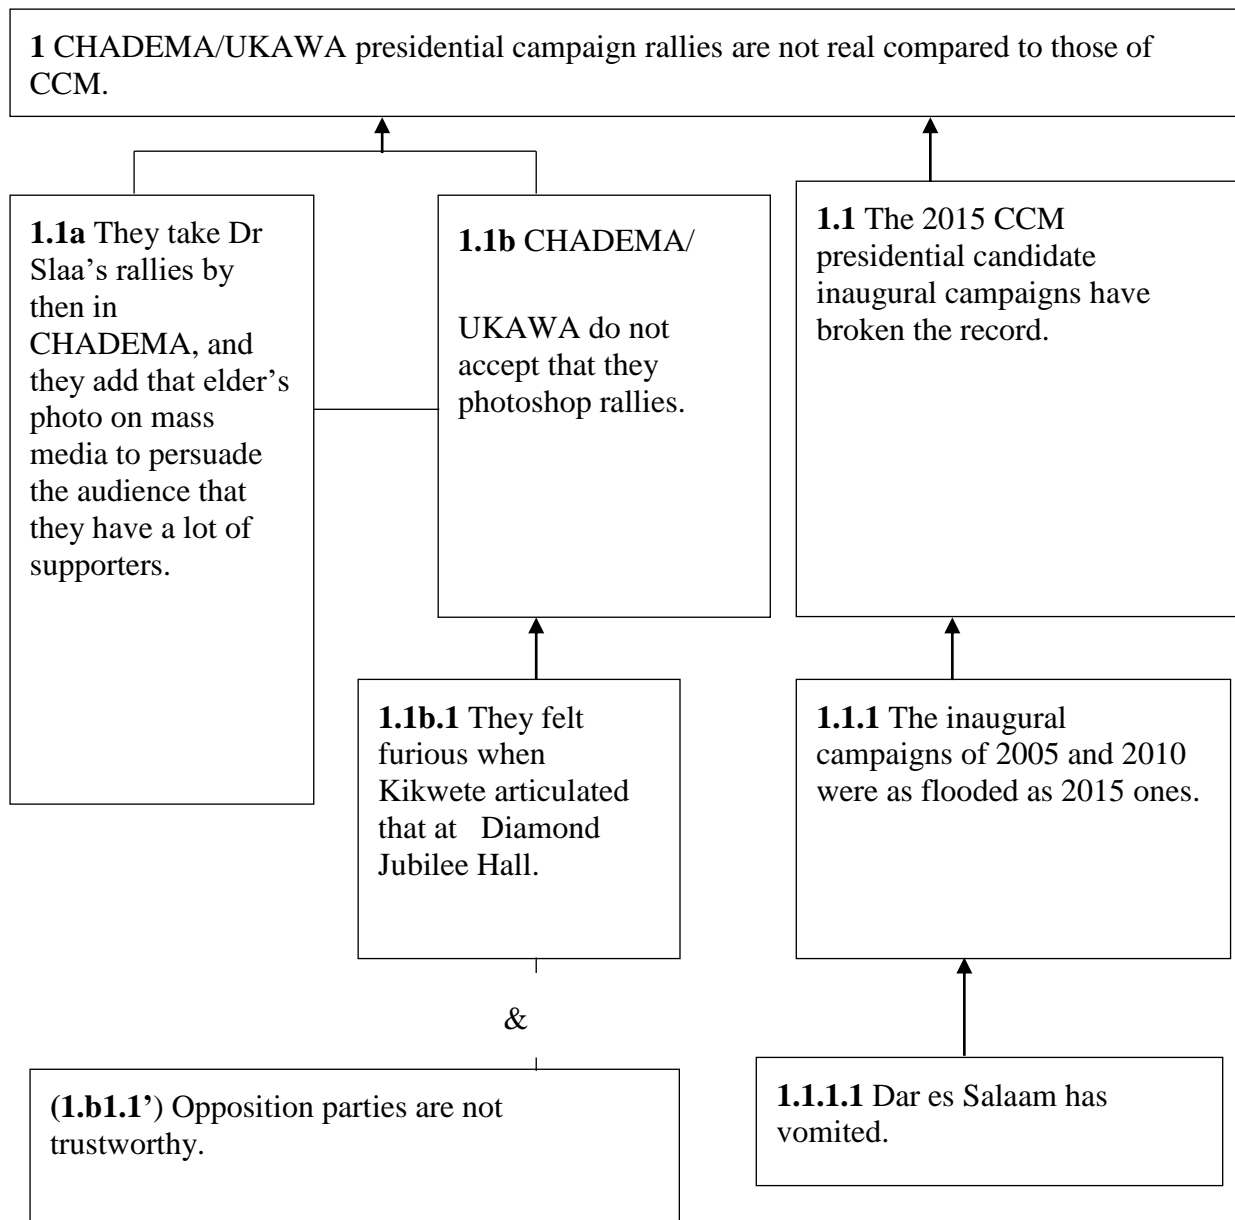 1 CHADEMA/UKAWA presidential campaign rallies are not real compared to those of
CCM.
1.1a They take Dr
Slaa’s rallies by
then in
CHADEMA, and
they add that elder’s
photo on mass
media to persuade
the audience that
they have a lot of
supporters.
1.1b CHADEMA/
UKAWA do not
accept that they
photoshop rallies.
1.1 The 2015 CCM
presidential candidate
inaugural campaigns have
broken the record.
1.1b.1 They felt
furious when
Kikwete articulated
that at Diamond
Jubilee Hall.
1.1.1 The inaugural
campaigns of 2005 and 2010
were as flooded as 2015 ones.
&
(1.b1.1’) Opposition parties are not
trustworthy.
1.1.1.1 Dar es Salaam has
vomited.